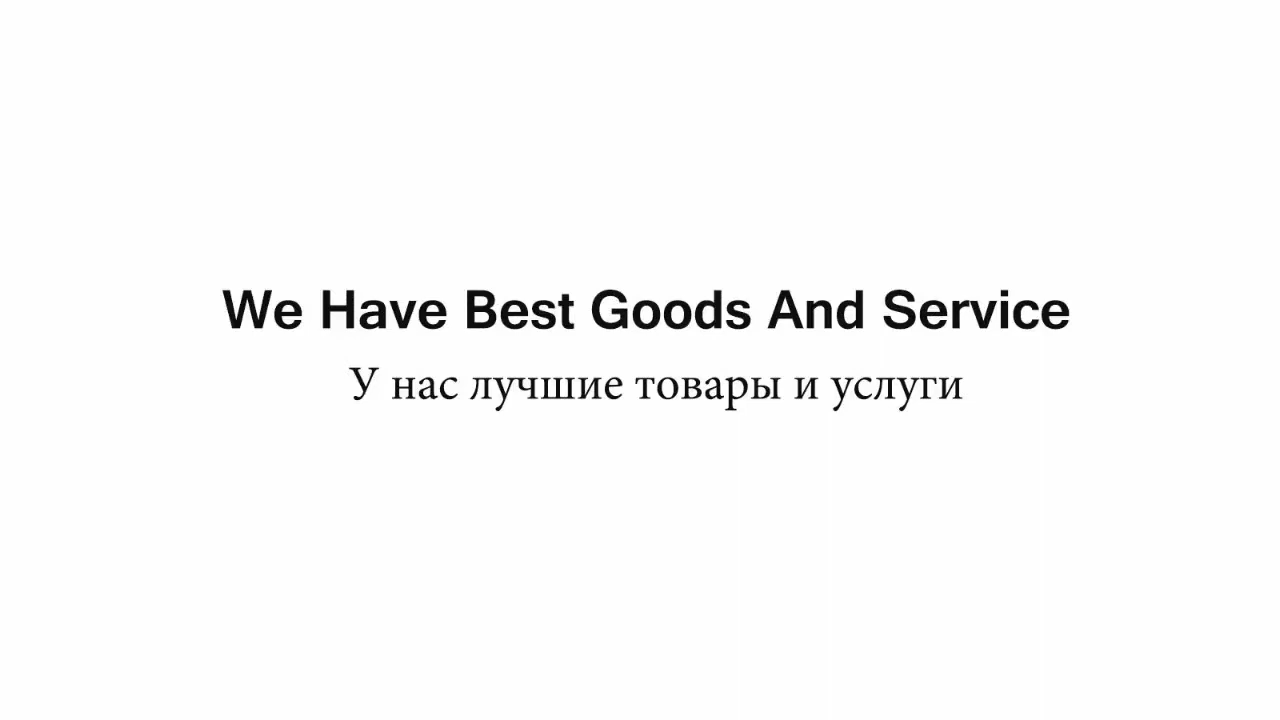 We Have Best Goods And Service
У нас лучшие товары и услуги